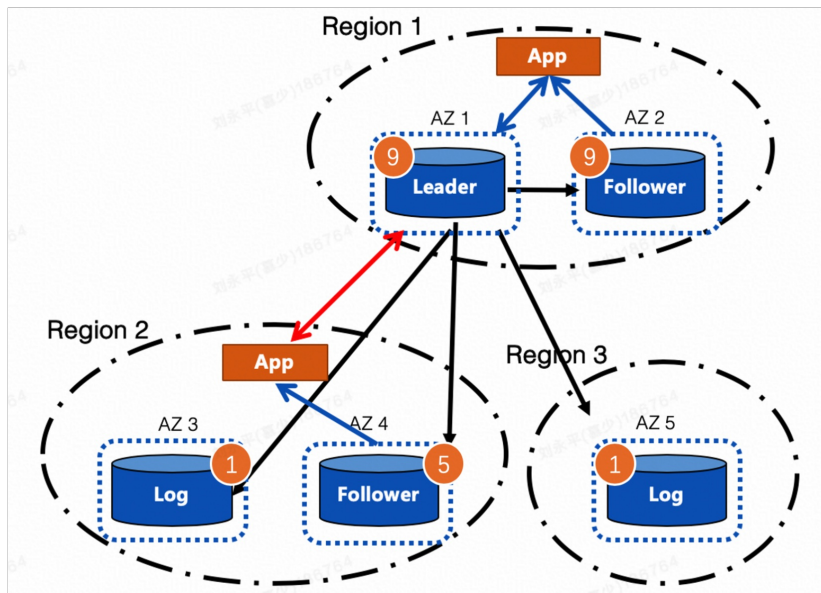 Region 1
App
AZ 1
AZ 2
9
Leader
9
Follower
Region 2
App
Region 3
AZ 3
AZ 4
AZ 5
1
Log
5
Follower
1
Log